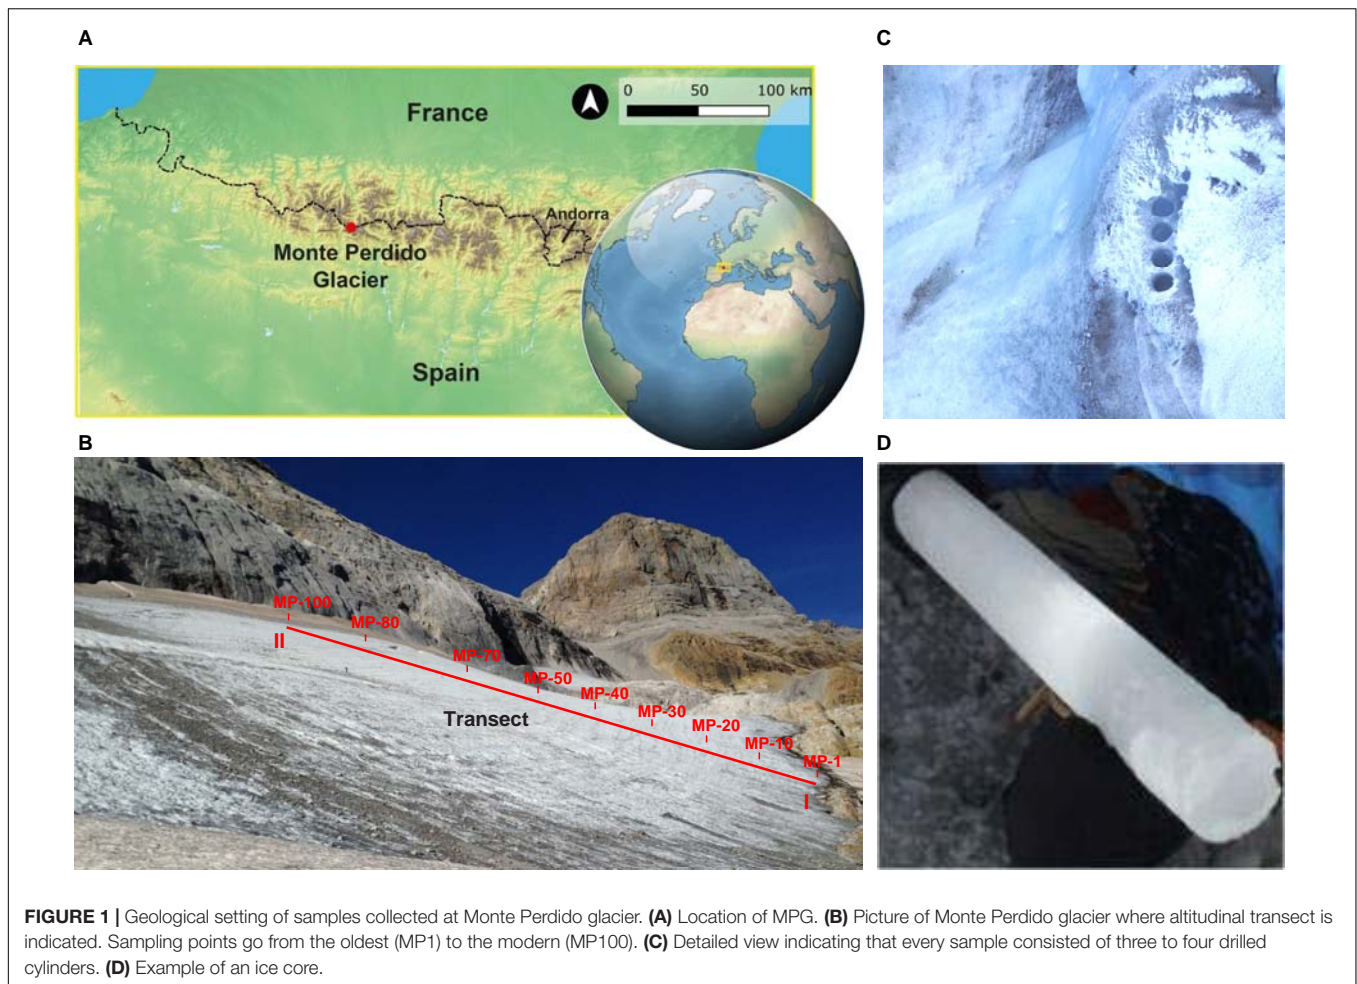 A
France
0 50 100 km
Andorra
Monte Perdido
Glacier
Spain
C
B
MP-100
MP-80
II
MP-70
MP-50
MP-40
MP-30
Transect
MP-20
MP-10
MP-1
I
D
FIGURE 1 | Geological setting of samples collected at Monte Perdido glacier. (A) Location of MPG. (B) Picture of Monte Perdido glacier where altitudinal transect is
indicated. Sampling points go from the oldest (MP1) to the modern (MP100). (C) Detailed view indicating that every sample consisted of three to four drilled
cylinders. (D) Example of an ice core.